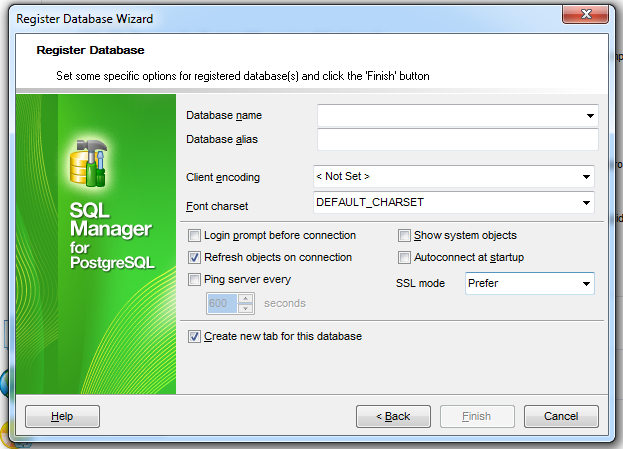 Register Database Wizard
Register Database
Set some specific options for registered database(s) and click the 'Finish' button
Database name
Database alias
Client encoding
< Not Set >
Font charset
DEFAULT_CHARSET
Login prompt before connection
Show system objects
Refresh objects on connection
Autoconnect at startup
Ping server every
SSL mode
Prefer
600
seconds
Create new tab for this database
SQL
Manager
for
PostgreSQL
Help
< Back
Finish
Cancel